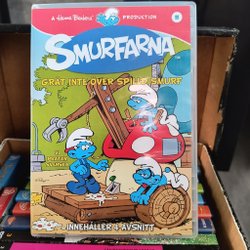 A Hanna Barbera PRODUCTION
SMURFARNA
GRÅT INTE ÖVER SPILLD SMURF
INNEHÅLLER 4 AVSNITT